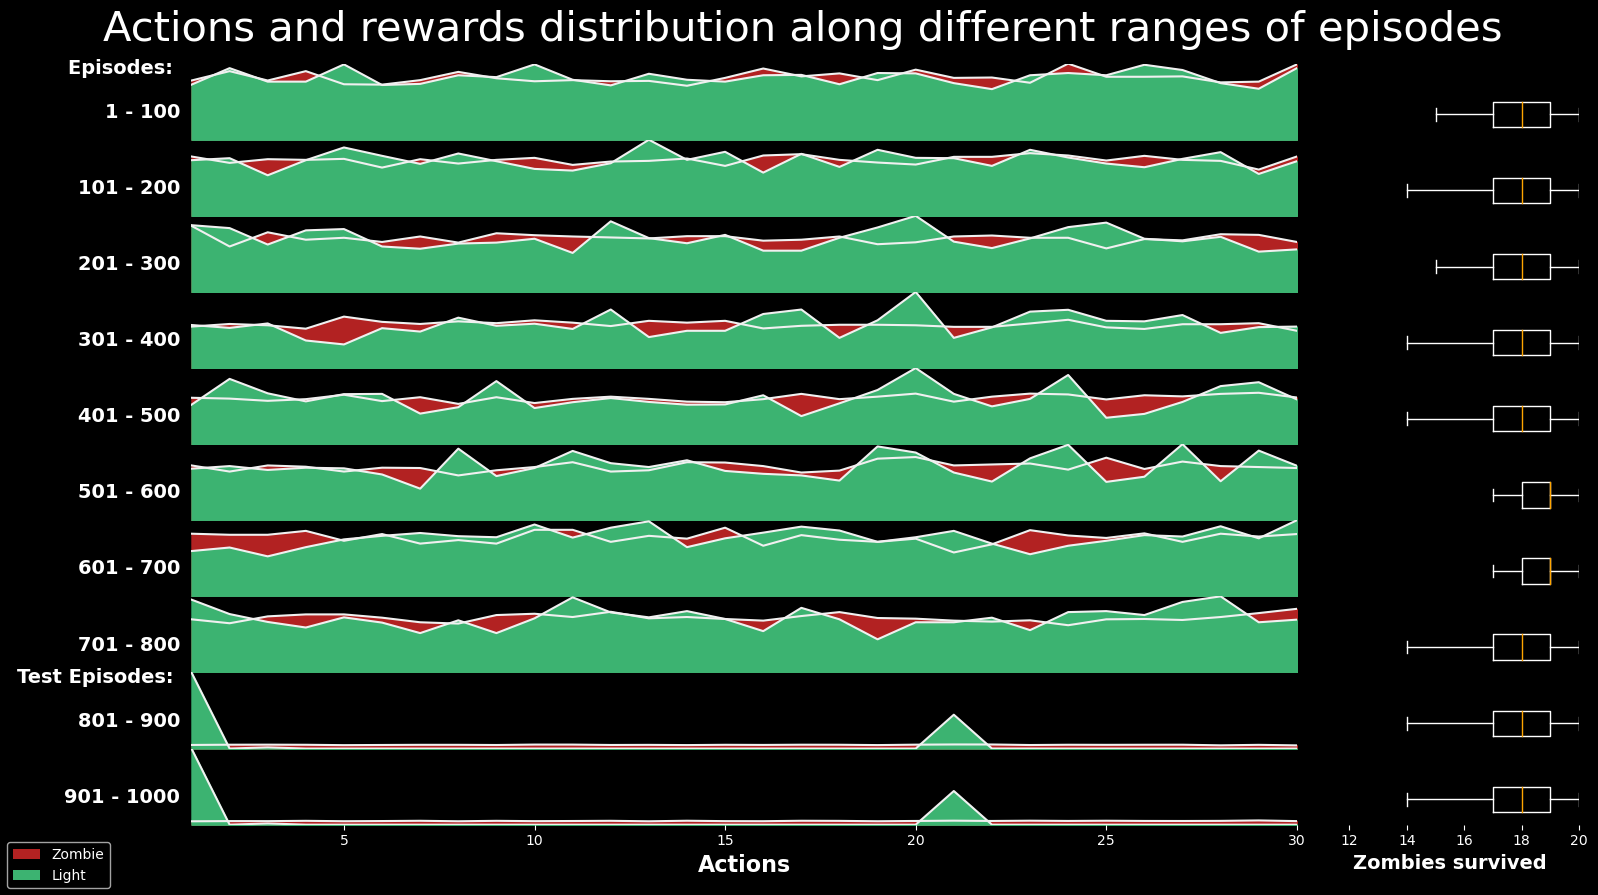 Actions and rewards distribution along different ranges of episodes
Episodes:
1 - 100
101 - 200
201 - 300
301 - 400
401 - 500
501 - 600
601 - 700
701 - 800
Test Episodes:
801 - 900
901 - 1000
5 10 15 20 25 30
12 14 16 18 20
Actions
Zombies survived
Zombie
Light